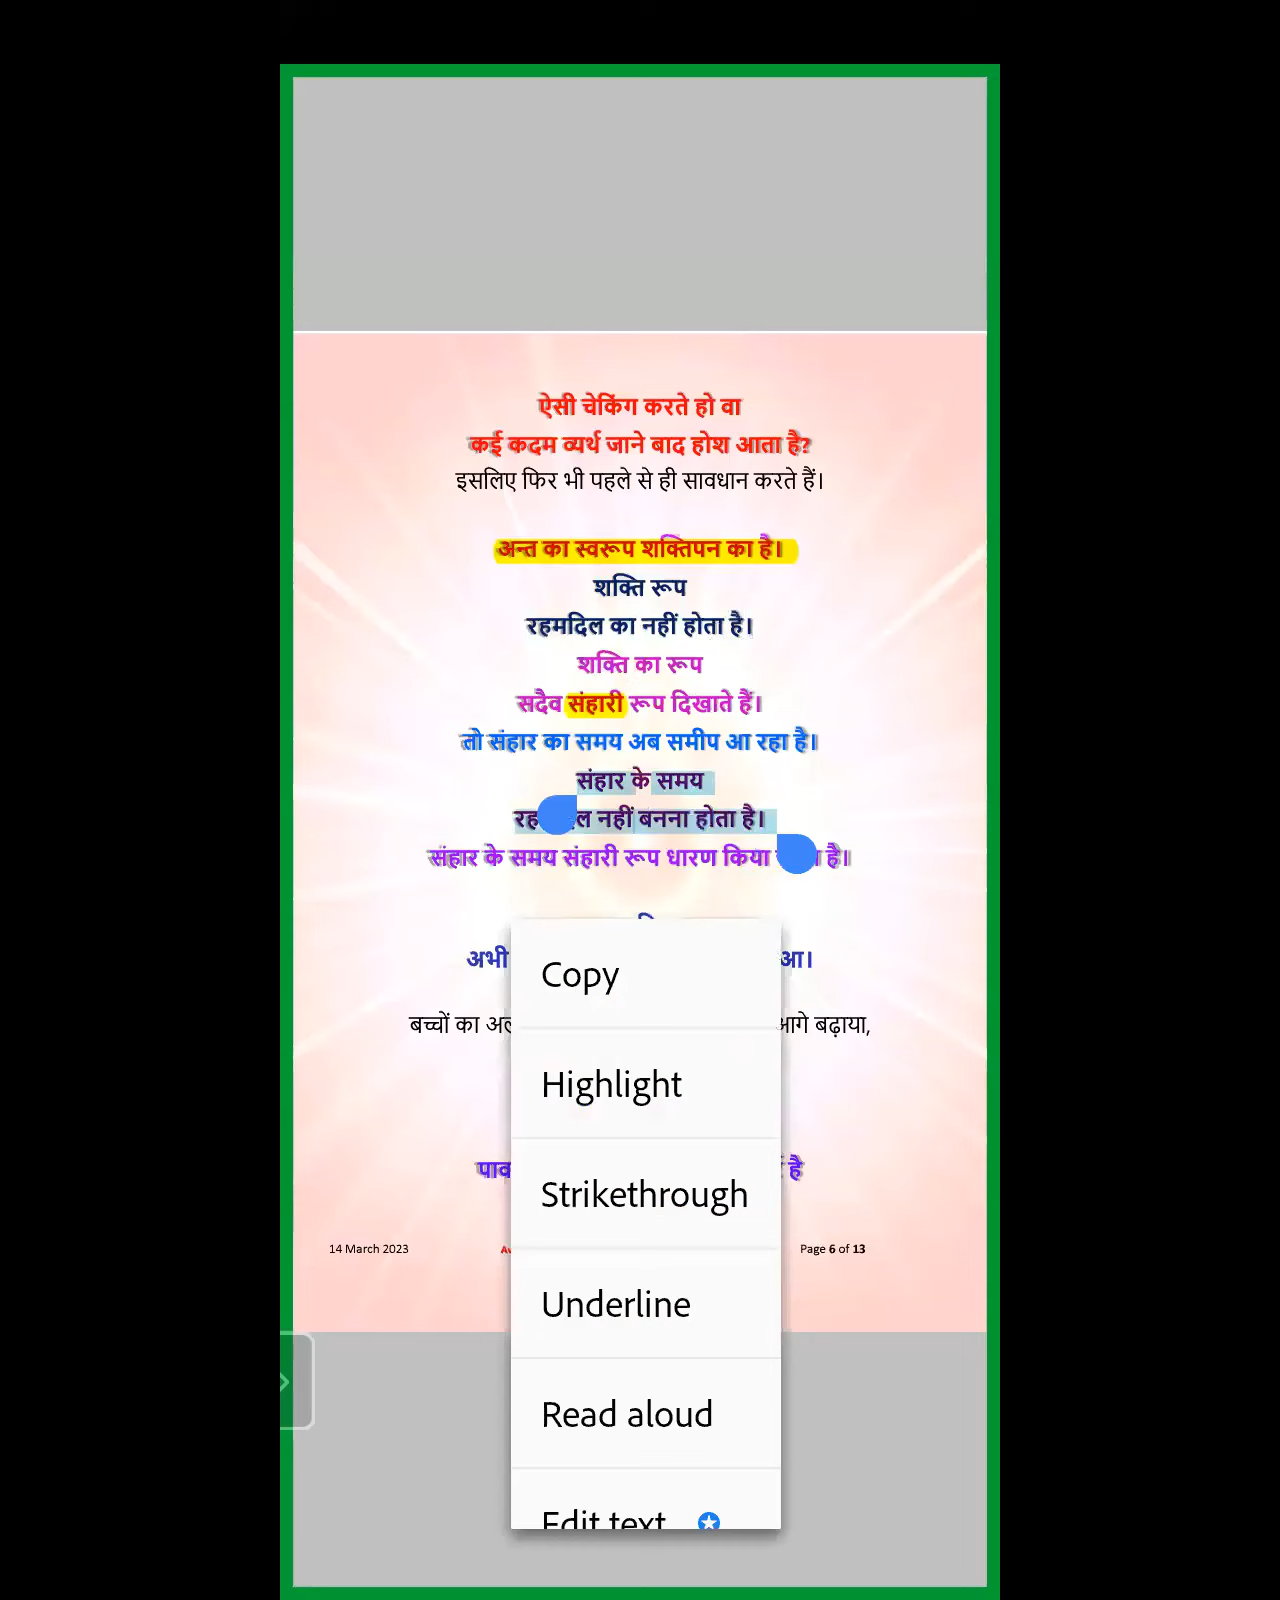 ऐसी चेकिंग करते हो वा
कई कदम व्यर्थ जाने बाद होश आता है?
इसलिए फिर भी पहले से ही सावधान करते हैं।
अन्त का स्वरूप शक्तिपन का है।
शक्ति रूप
रहमदिल का नहीं होता है।
शक्ति का रूप
सदैव संहारी रूप दिखाते हैं।
तो संहार का समय अब समीप आ रहा है।
संहार के समय
नहीं बनना होता है।
संहार के समय संहारी रूप धारण किया है।
अभी
बच्चों का आगे बढ़ाया,
है
14 March 2023 Page 6 of 13
Copy
Highlight
Strikethrough
Underline
Read aloud
Edit text